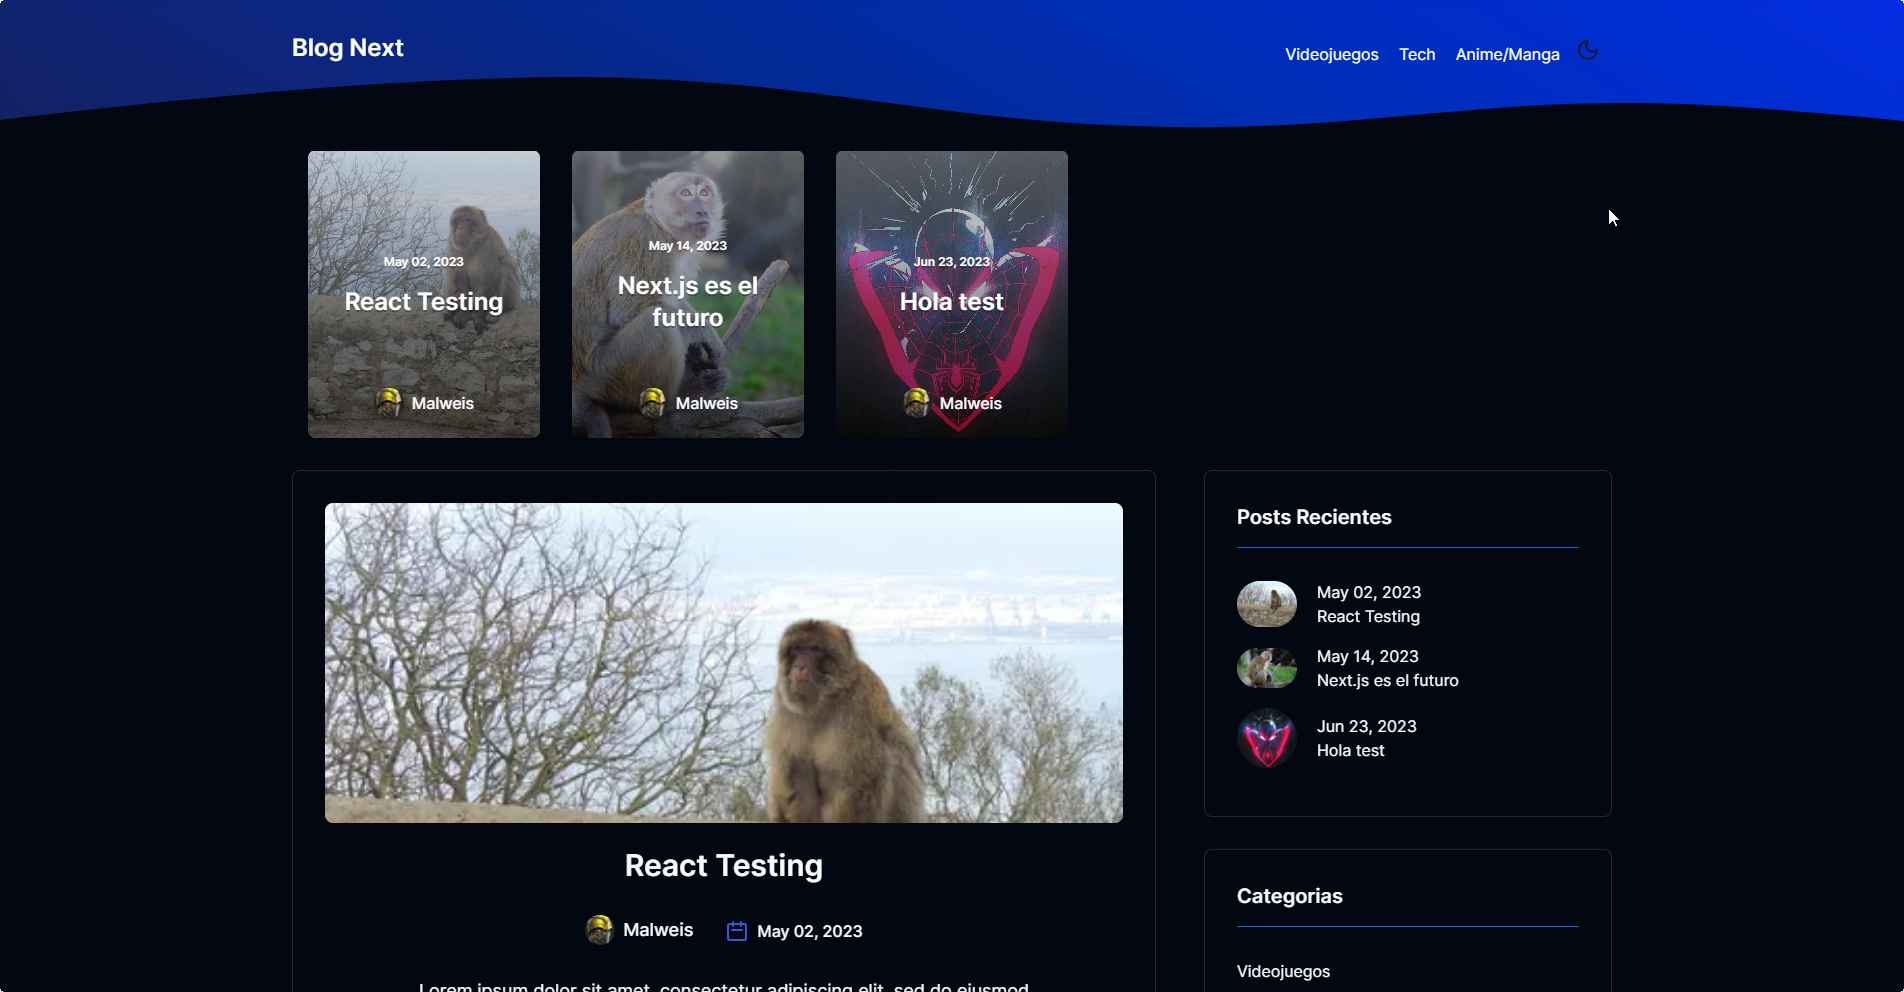 Blog Next
Videojuegos Tech Anime/Manga
May 02, 2023
React Testing
Malweis
May 14, 2023
Next.js es el
futuro
Malweis
Jun 23, 2023
Hola test
Malweis
React Testing
Malweis May 02, 2023
Lorem ipsum dolor sit amet, consectetur adipiscing elit, sed do eiusmod
Posts Recientes
May 02, 2023
React Testing
May 14, 2023
Next.js es el futuro
Jun 23, 2023
Hola test
Categorias
Videojuegos